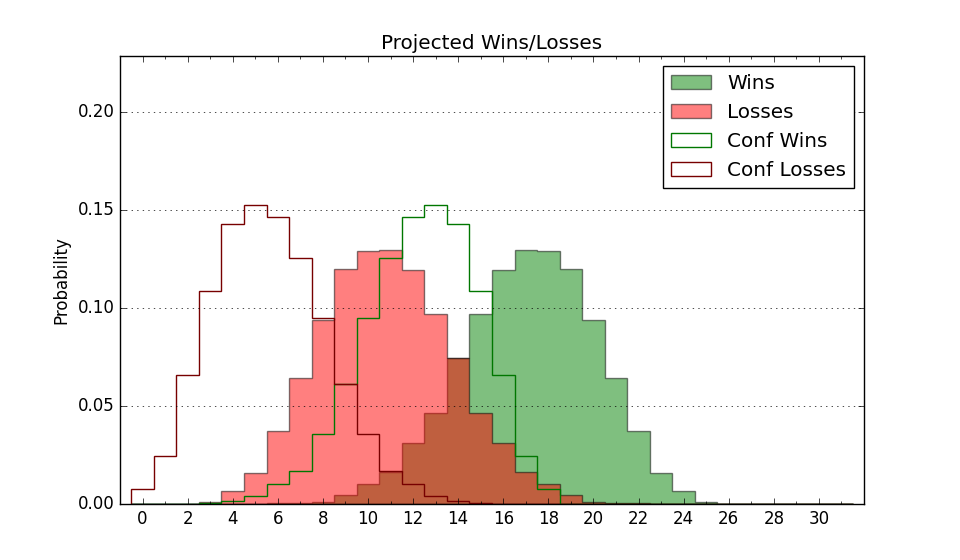 Projected Wins/Losses
Wins
Losses
Conf Wins
Conf Losses
Probability
0.20
0.15
0.10
0.05
0.00
0 2 4 6 8 10 12 14 16 18 20 22 24 26 28 30